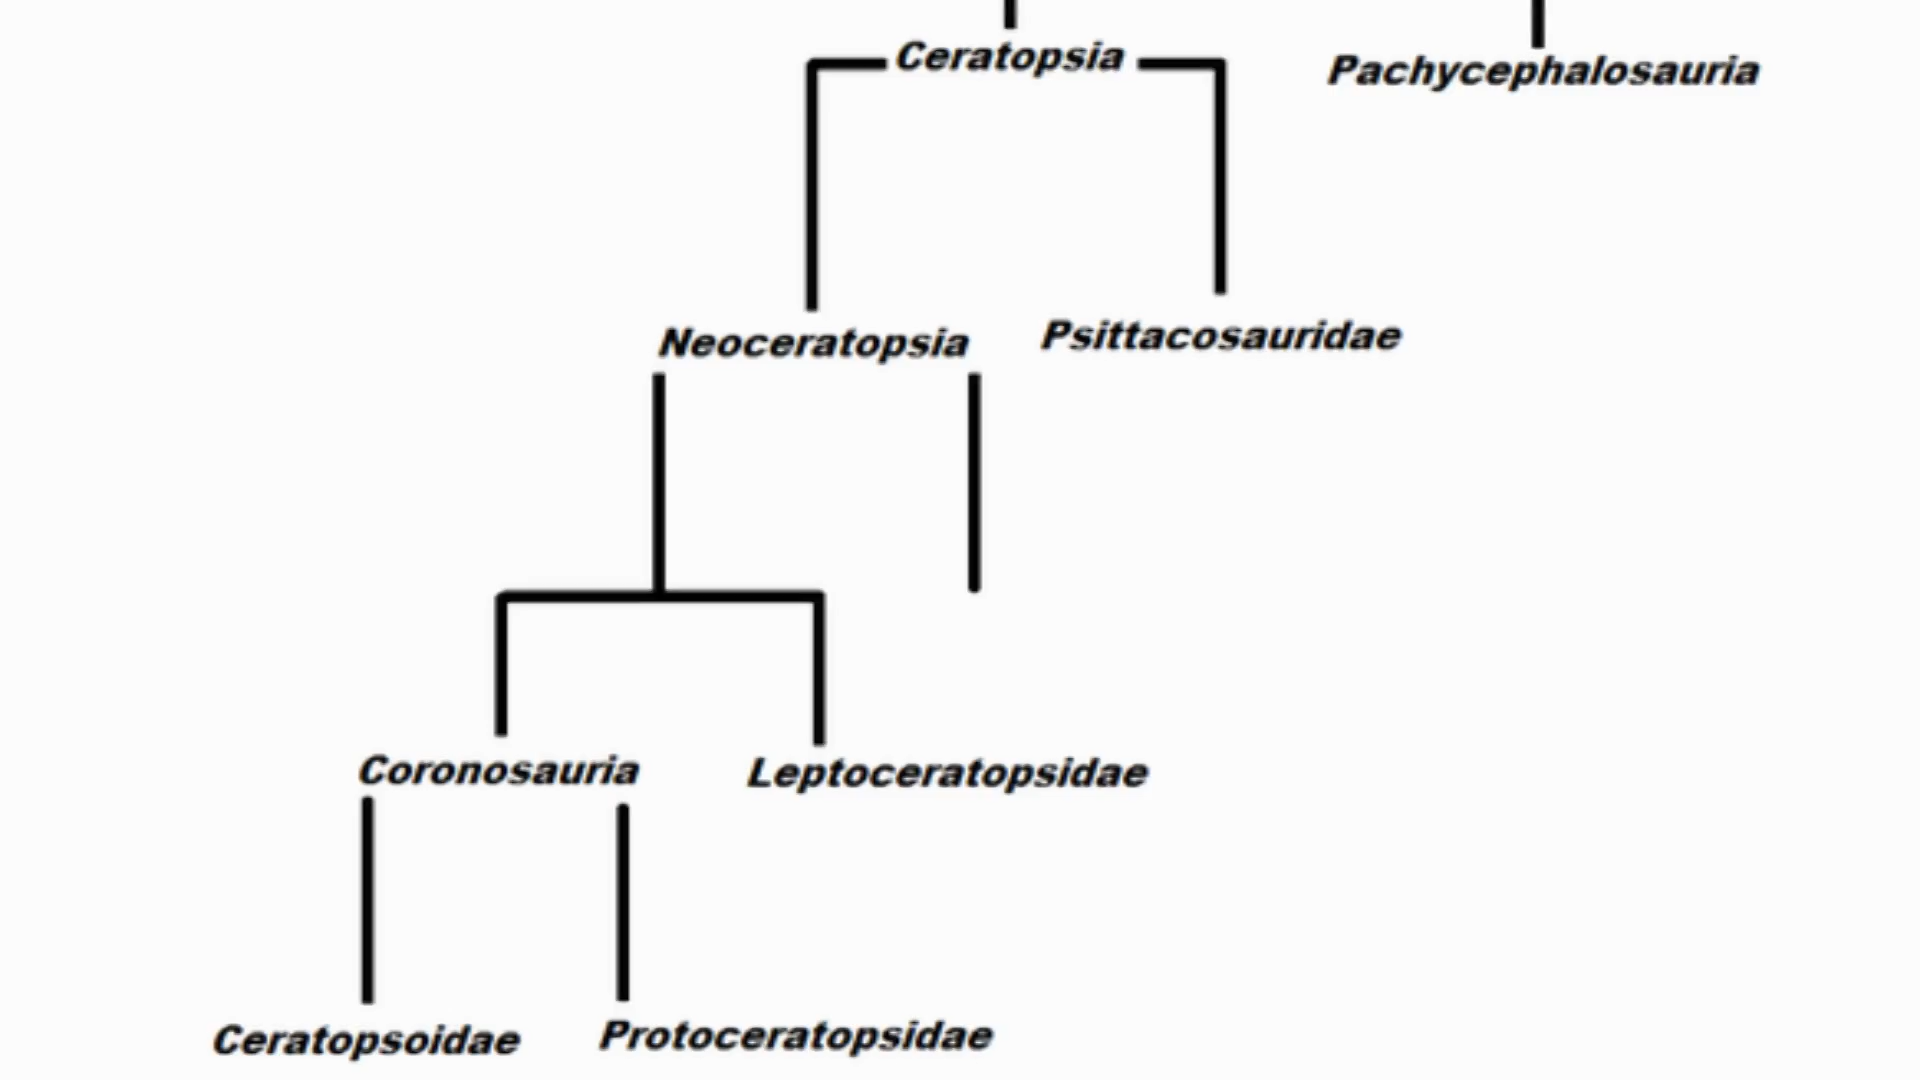 Ceratopsia
Pachycephalosauria
Neoceratopsia
Psittacosauridae
Coronosauria
Leptoceratopsidae
Ceratopsoidae
Protoceratopsidae